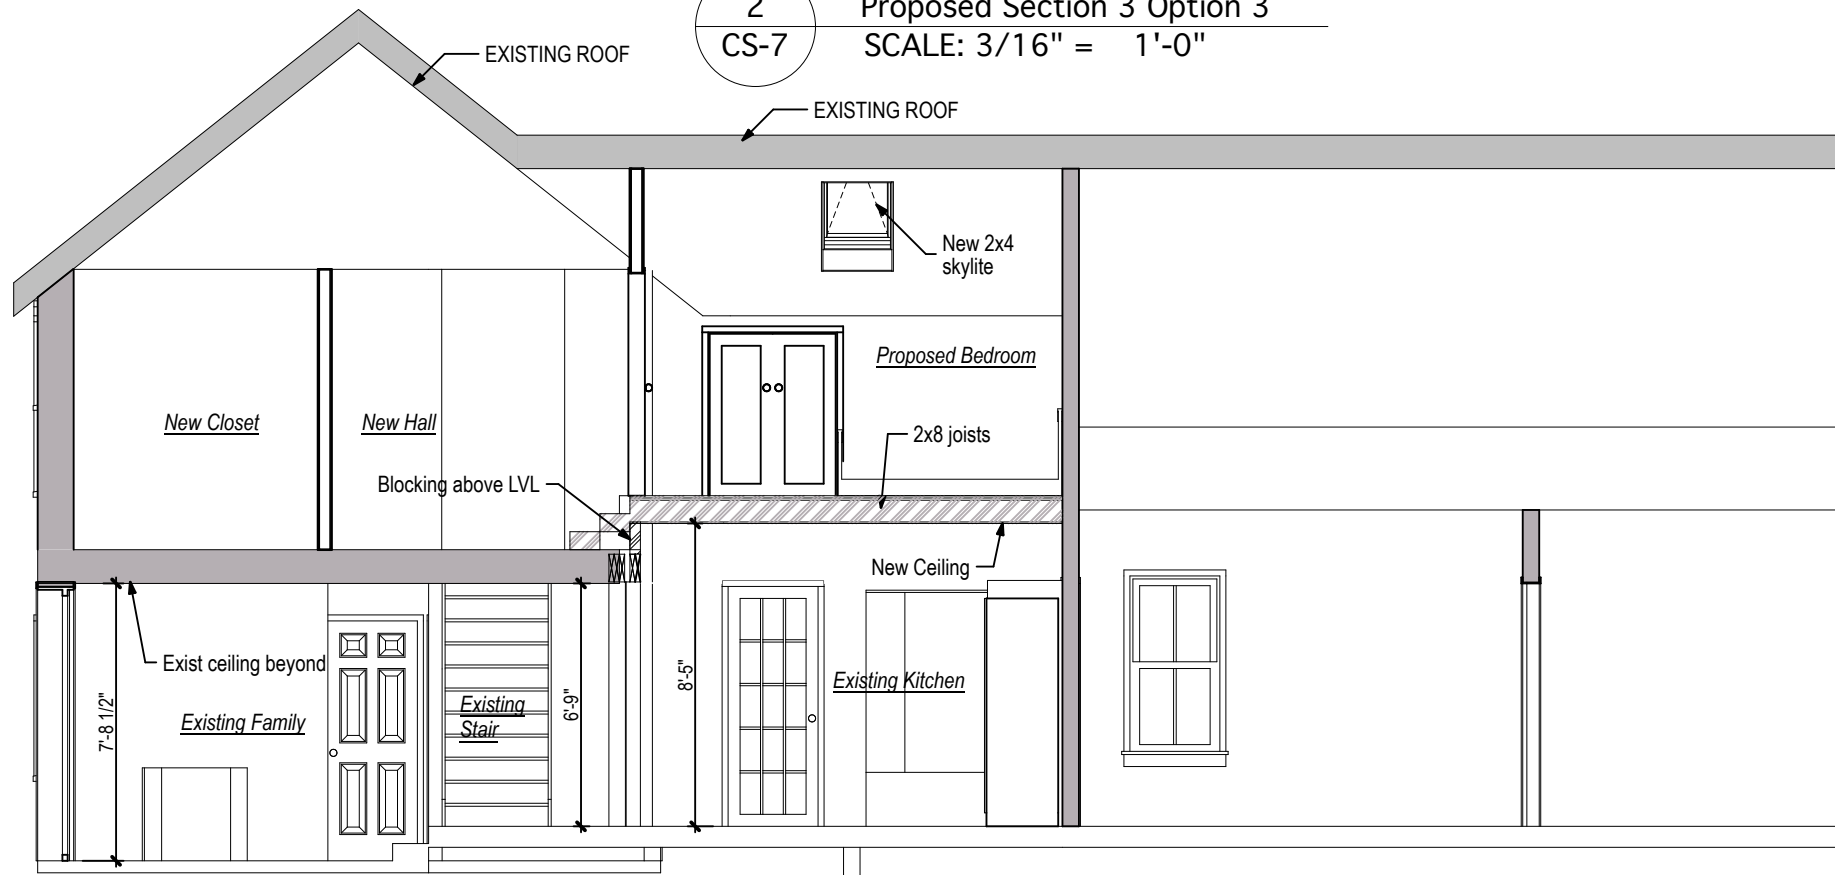 2
Proposed Section 3 Option 3
CS-7
SCALE: 3/16" = 1'-0"
EXISTING ROOF
EXISTING ROOF
New 2x4
skylite
Proposed Bedroom
New Closet
New Hall
2x8 joists
Blocking above LVL
New Ceiling
Exist ceiling beyond
7'-8 1/2"
Existing Family
Existing
Stair
6'-9"
8'-5"
Existing Kitchen